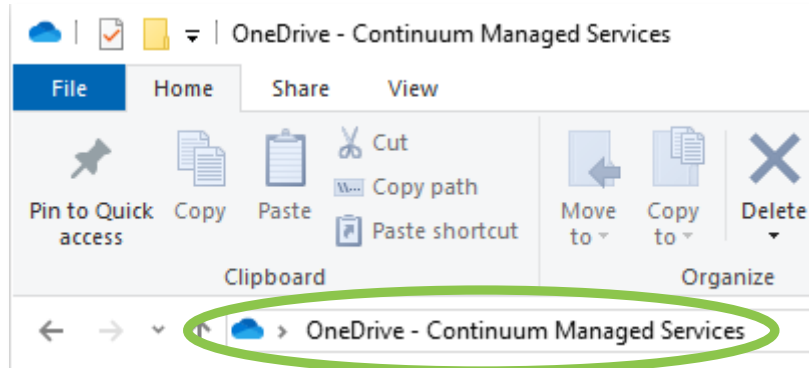 OneDrive - Continuum Managed Services
File Home Share View
Pin to Quick access
Copy
Paste
Cut
Copy path
Paste shortcut
Move to
Copy to
Delete
Clipboard
Organize
OneDrive - Continuum Managed Services